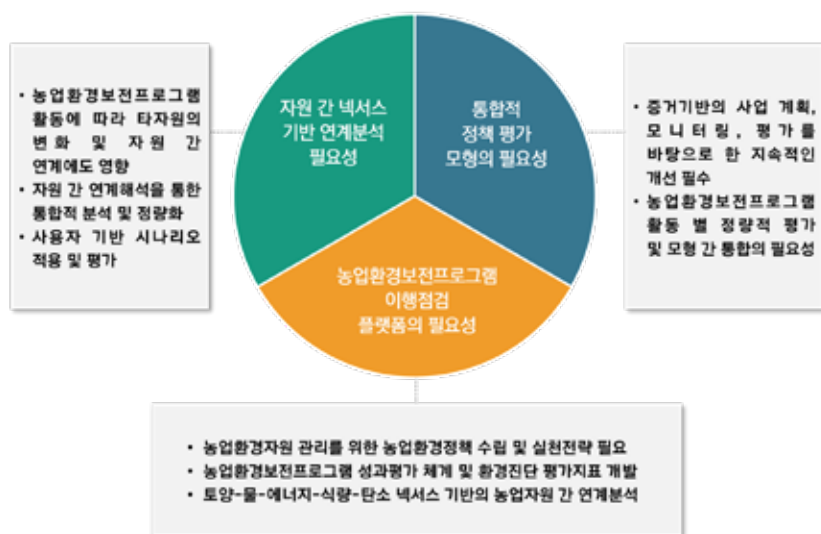 자원 간 넥서스
기반 연계분석
필요성
통합적
정책 평가
모형의 필요성
농업환경보전프로그램
이행점검
플랫폼의 필요성
• 농업환경보전프로그램
활동에 따라 타자원의
변화 및 자원 간
연계에도 영향
• 자원 간 연계해석을 통한
통합적 분석 및 정량화
• 사용자 기반 시나리오
적용 및 평가
• 증거기반의 사업 계획,
모니터링, 평가를
바탕으로 한 지속적인
개선 필수
• 농업환경보전프로그램
활동 별 정량적 평가
및 모형 간 통합의 필요성
• 농업환경자원 관리를 위한 농업환경정책 수립 및 실천전략 필요
• 농업환경보전프로그램 성과평가 체계 및 환경진단 평가지표 개발
• 토양-물-에너지-식량-탄소 넥서스 기반의 농업자원 간 연계분석